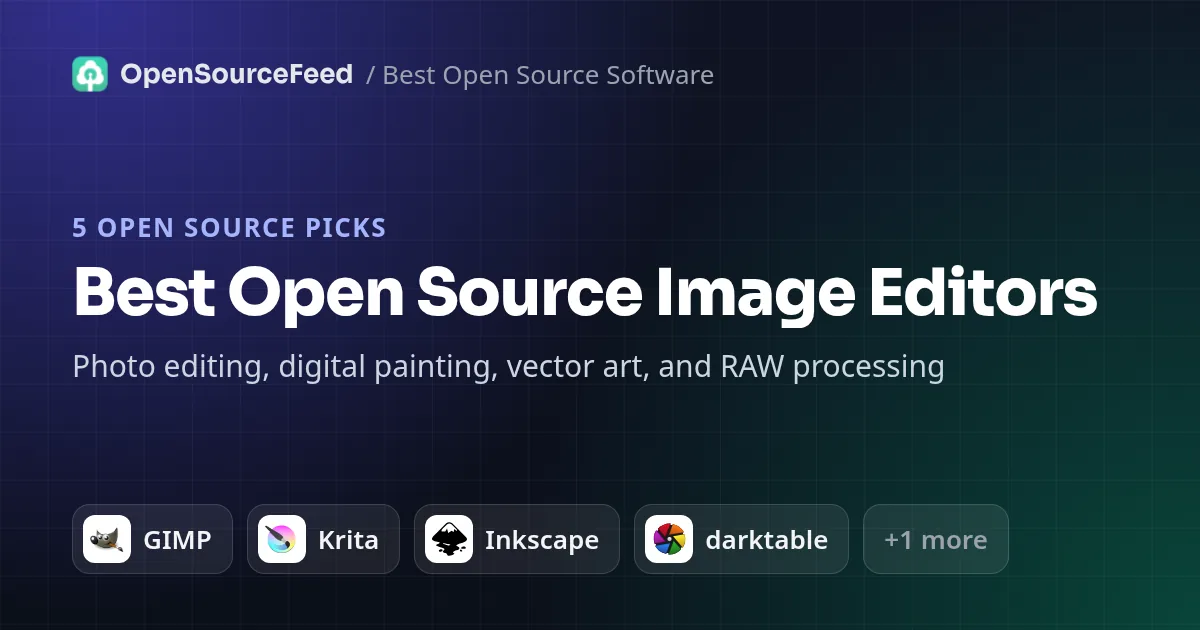 OpenSourceFeed / Best Open Source Software
5 OPEN SOURCE PICKS
Best Open Source Image Editors
Photo editing, digital painting, vector art, and RAW processing
GIMP Krita Inkscape darktable +1 more